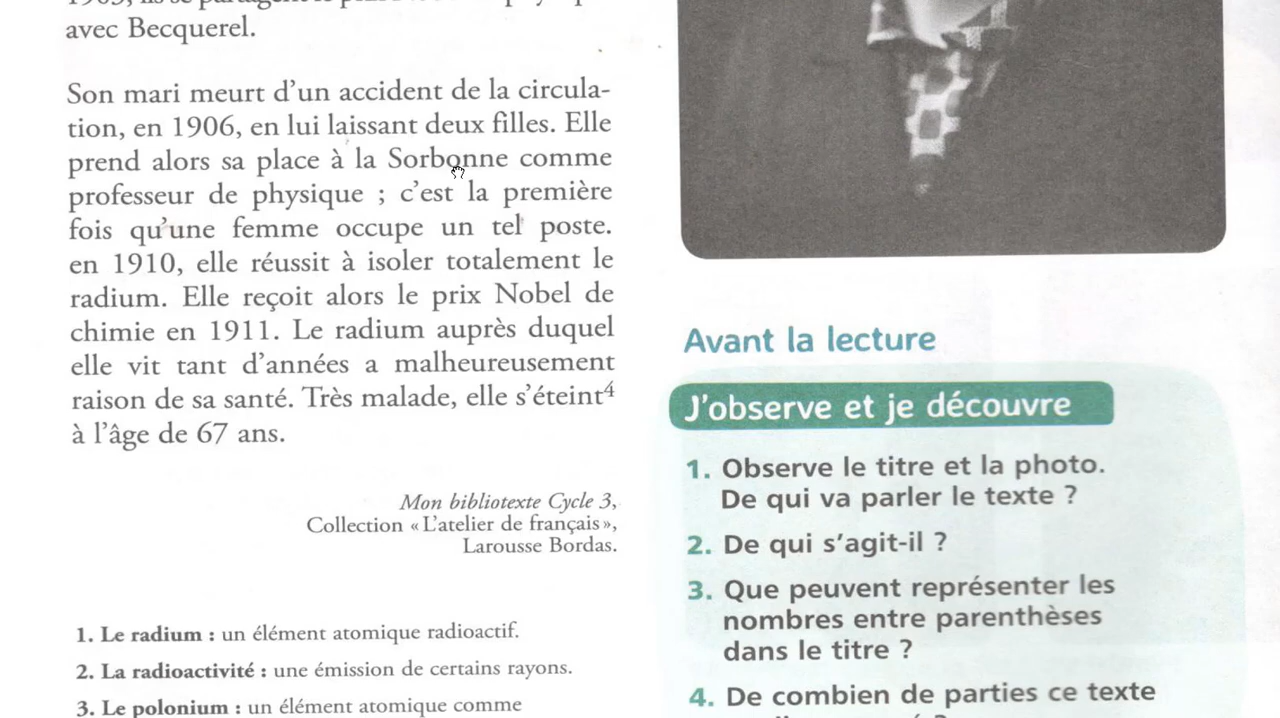 avec Becquerel.
Son mari meurt d'un accident de la circula-
tion, en 1906, en lui laissant deux filles. Elle
prend alors sa place à la Sorbonne comme
professeur de physique ; c'est la première
fois qu'une femme occupe un tel poste.
en 1910, elle réussit à isoler totalement le
radium. Elle reçoit alors le prix Nobel de
chimie en 1911. Le radium auprès duquel
elle vit tant d'années a malheureusement
raison de sa santé. Très malade, elle s'éteint⁴
à l'âge de 67 ans.
Mon bibliotexte Cycle 3,
Collection « L'atelier de français »,
Larousse Bordas.
1. Le radium : un élément atomique radioactif.
2. La radioactivité : une émission de certains rayons.
3. Le polonium : un élément atomique comme
Avant la lecture
J'observe et je découvre
1. Observe le titre et la photo.
De qui va parler le texte ?
2. De qui s'agit-il ?
3. Que peuvent représenter les
nombres entre parenthèses
dans le titre ?
4. De combien de parties ce texte